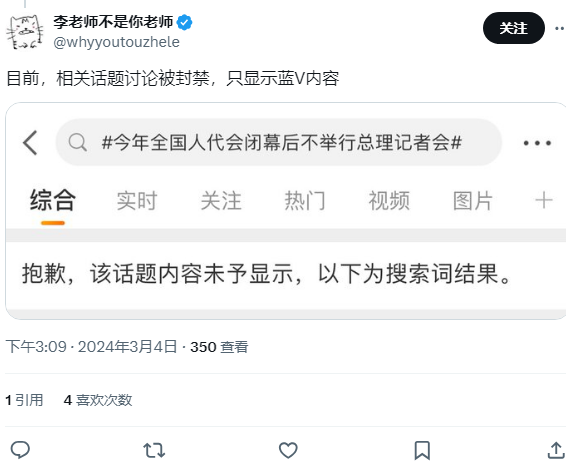 李老师不是你老师
@whyyoutouzhele
关注
目前，相关话题讨论被封禁，只显示蓝V内容
#今年全国人代会闭幕后不举行总理记者会#
综合 实时 关注 热门 视频 图片
抱歉，该话题内容未予显示，以下为搜索词结果。
下午3:09 · 2024年3月4日 · 350 查看
1 引用 4 喜欢次数